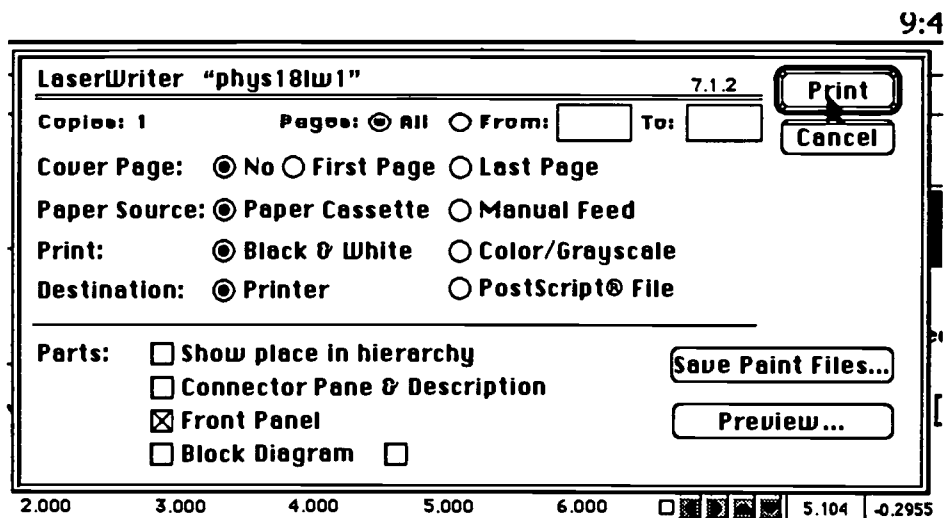 9:4
LaserWriter "phys18lw1" 7.1.2 Print
Copies: 1 Pages: All From: To: Cancel
Cover Page: No First Page Last Page
Paper Source: Paper Cassette Manual Feed
Print: Black & White Color/Grayscale
Destination: Printer PostScript® File
Parts: Show place in hierarchy Save Paint Files...
Connector Pane & Description
Front Panel Preview...
Block Diagram
2.000 3.000 4.000 5.000 6.000 5.104 -0.2955